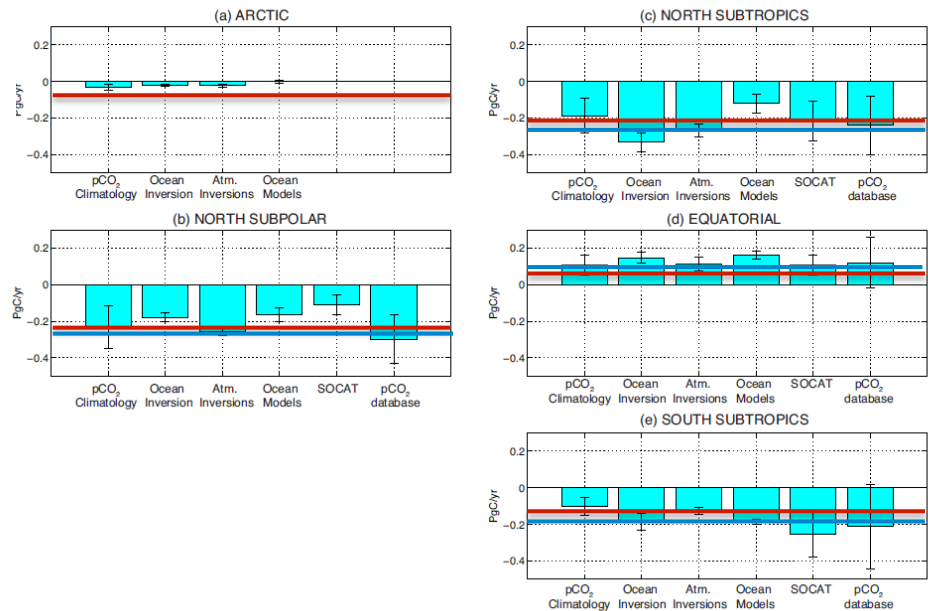 (a) ARCTIC
PgC/yr
0.2
0
−0.2
−0.4
pCO2 Ocean Atm. Ocean
Climatology Inversion Inversions Models
(b) NORTH SUBPOLAR
PgC/yr
0.2
0
−0.2
−0.4
pCO2 Ocean Atm. Ocean SOCAT pCO2
Climatology Inversion Inversions Models database
(c) NORTH SUBTROPICS
PgC/yr
0.2
0
−0.2
−0.4
pCO2 Ocean Atm. Ocean SOCAT pCO2
Climatology Inversion Inversions Models database
(d) EQUATORIAL
PgC/yr
0.2
0
−0.2
−0.4
pCO2 Ocean Atm. Ocean SOCAT pCO2
Climatology Inversion Inversions Models database
(e) SOUTH SUBTROPICS
PgC/yr
0.2
0
−0.2
−0.4
pCO2 Ocean Atm. Ocean SOCAT pCO2
Climatology Inversion Inversions Models database